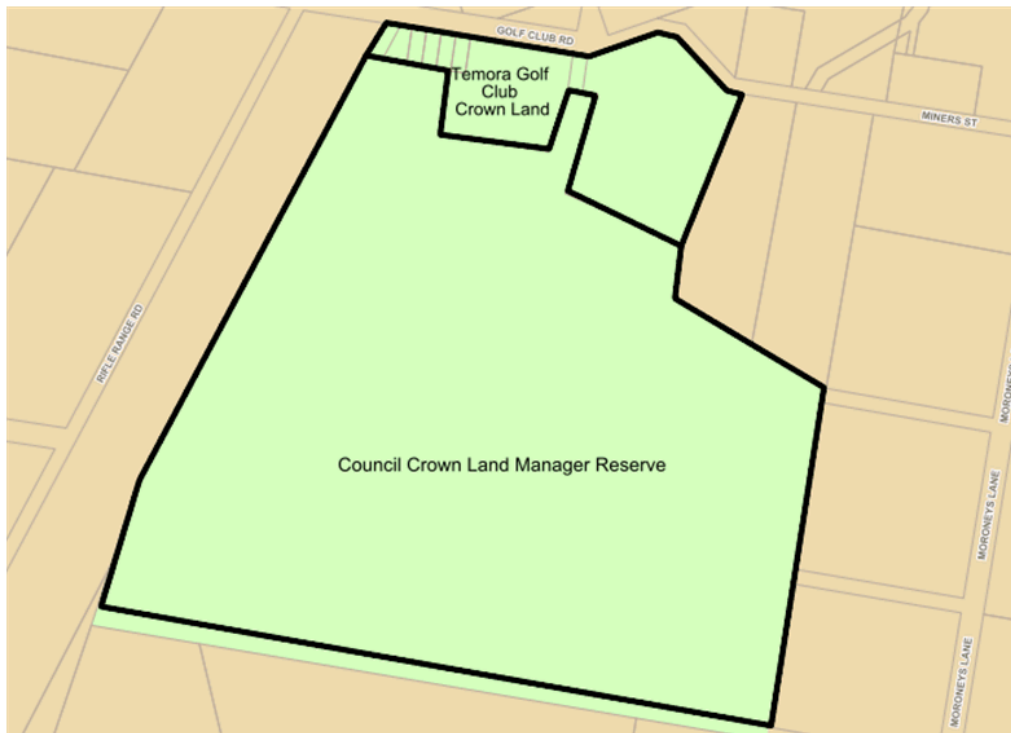 GOLF CLUB RD
Temora Golf
Club
Crown Land
MINERS ST
RIFLE RANGE RD
MORONEYS LANE
Council Crown Land Manager Reserve
MORONEYS LANE